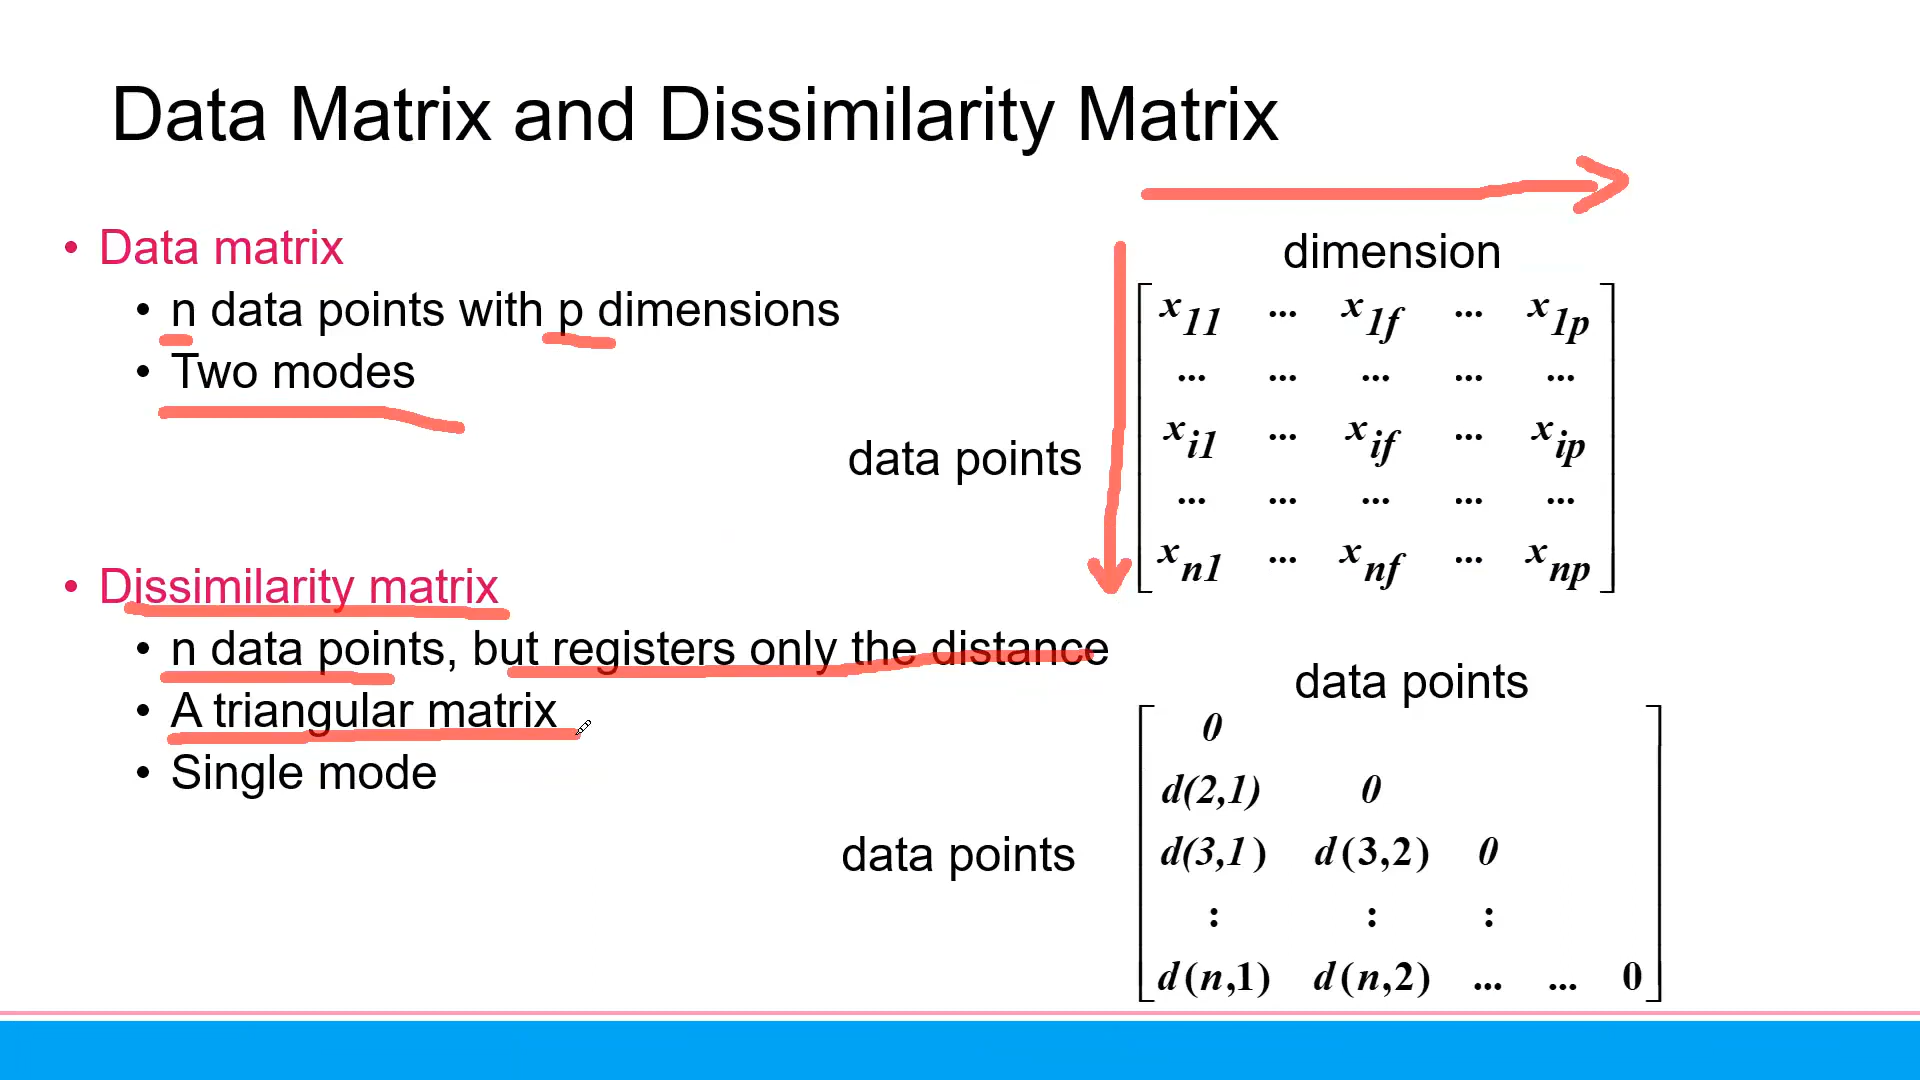 Data Matrix and Dissimilarity Matrix
• Data matrix
• n data points with p dimensions
• Two modes
• Dissimilarity matrix
• n data points, but registers only the distance
• A triangular matrix
• Single mode
dimension
data points
x11 ... x1f ... x1p
... ... ... ... ...
xi1 ... xif ... xip
... ... ... ... ...
xn1 ... xnf ... xnp
data points
data points
0
d(2,1) 0
d(3,1) d(3,2) 0
: : :
d(n,1) d(n,2) ... ... 0